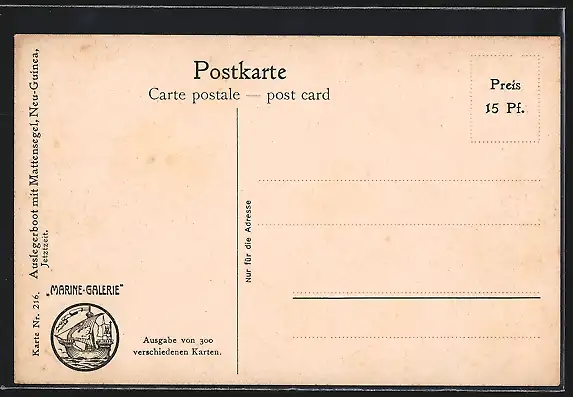 Postkarte
Carte postale — post card
Preis
15 Pf.
Karte Nr. 216. Auslegerboot mit Mattensegel, Neu-Guinea,
Jetztzeit.
Nur für die Adresse
„MARINE-GALERIE"
Ausgabe von 300
verschiedenen Karten.